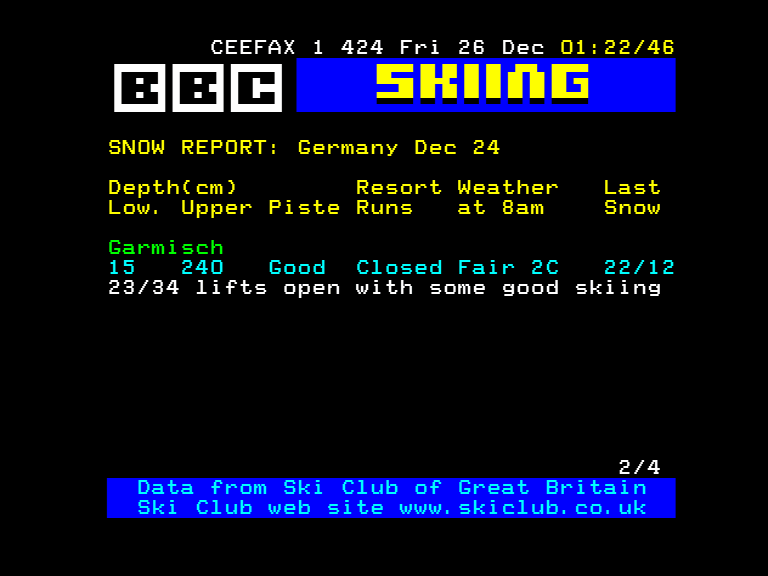 CEEFAX 1 424 Fri 26 Dec 01:22/46
BBC SKIING
SNOW REPORT: Germany Dec 24
Depth(cm) Resort Weather Last
Low. Upper Piste Runs at 8am Snow
Garmisch
15 240 Good Closed Fair 2C 22/12
23/34 lifts open with some good skiing
2/4
Data from Ski Club of Great Britain
Ski Club web site www.skiclub.co.uk